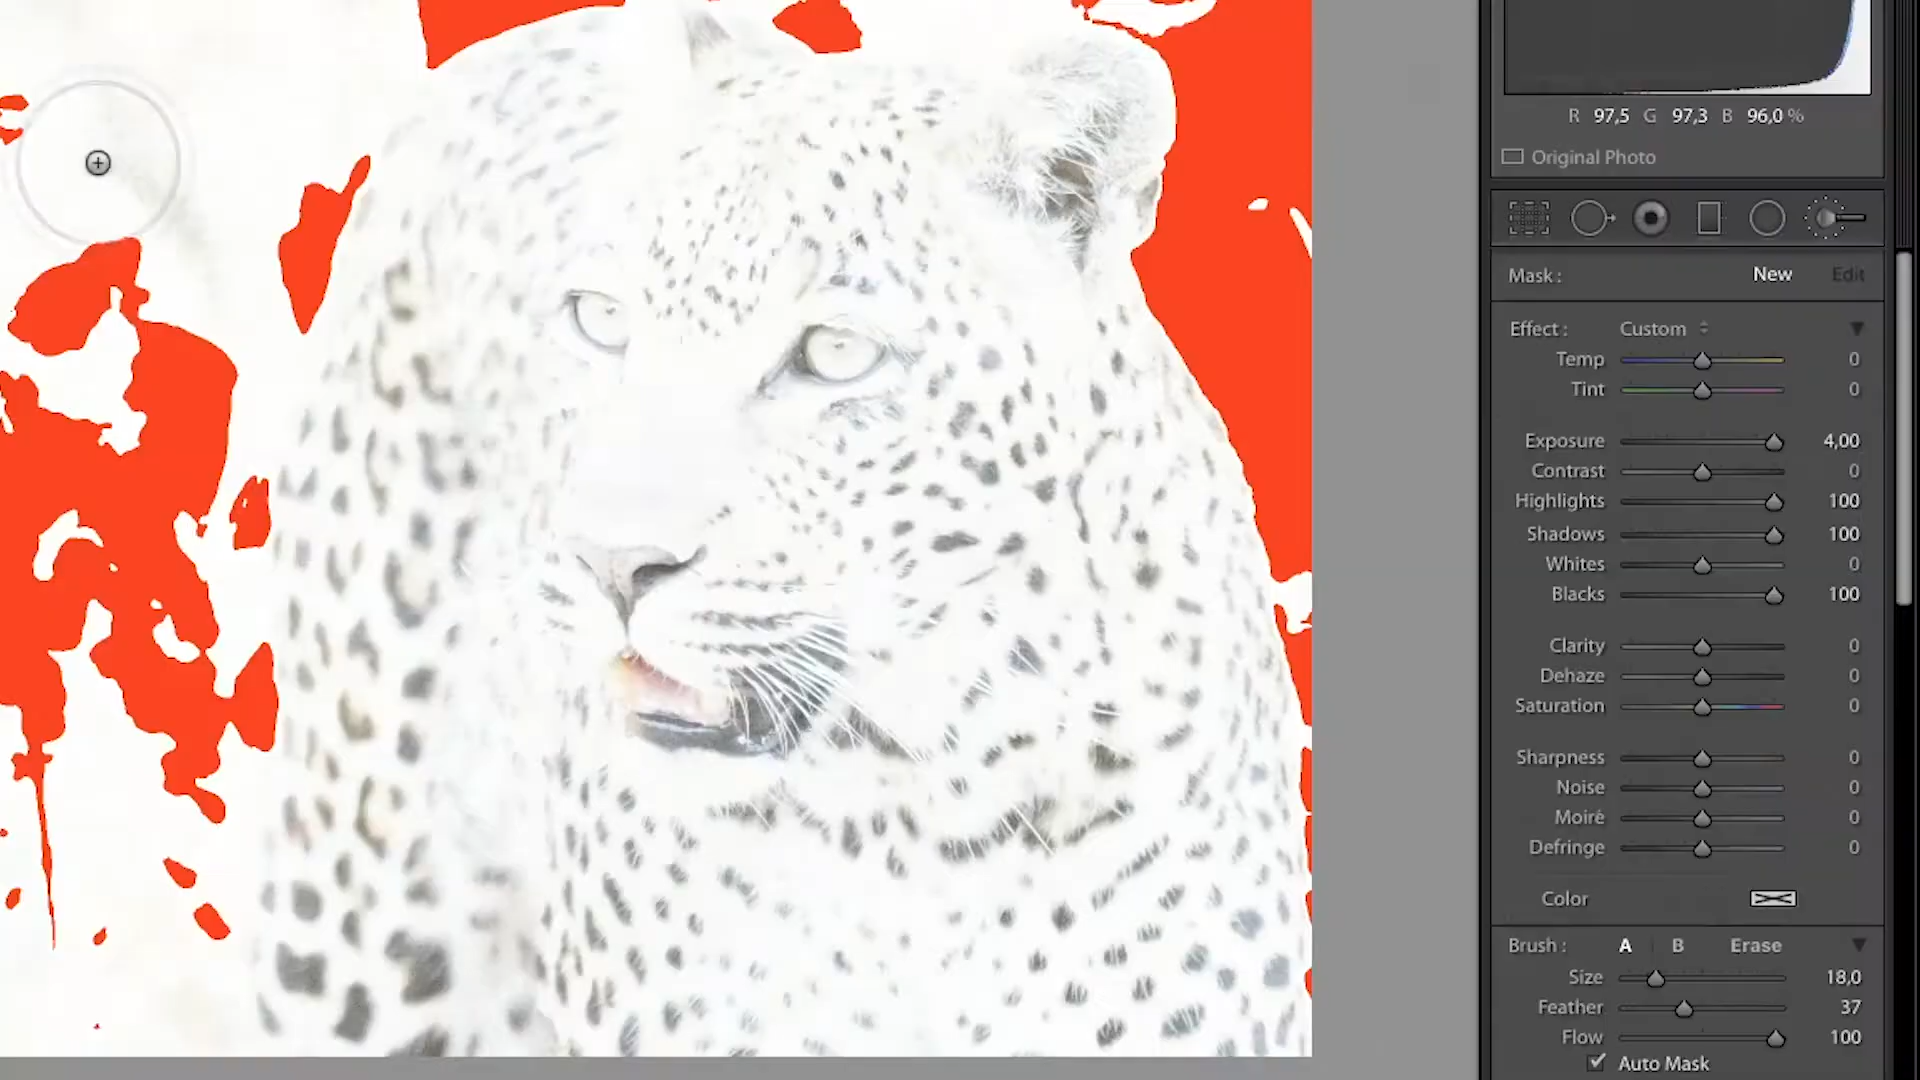 R 97,5 G 97,3 B 96,0 %
Original Photo
Mask : New Edit
Effect : Custom
Temp 0
Tint 0
Exposure 4,00
Contrast 0
Highlights 100
Shadows 100
Whites 0
Blacks 100
Clarity 0
Dehaze 0
Saturation 0
Sharpness 0
Noise 0
Moiré 0
Defringe 0
Color
Brush : A B Erase
Size 18,0
Feather 37
Flow 100
Auto Mask